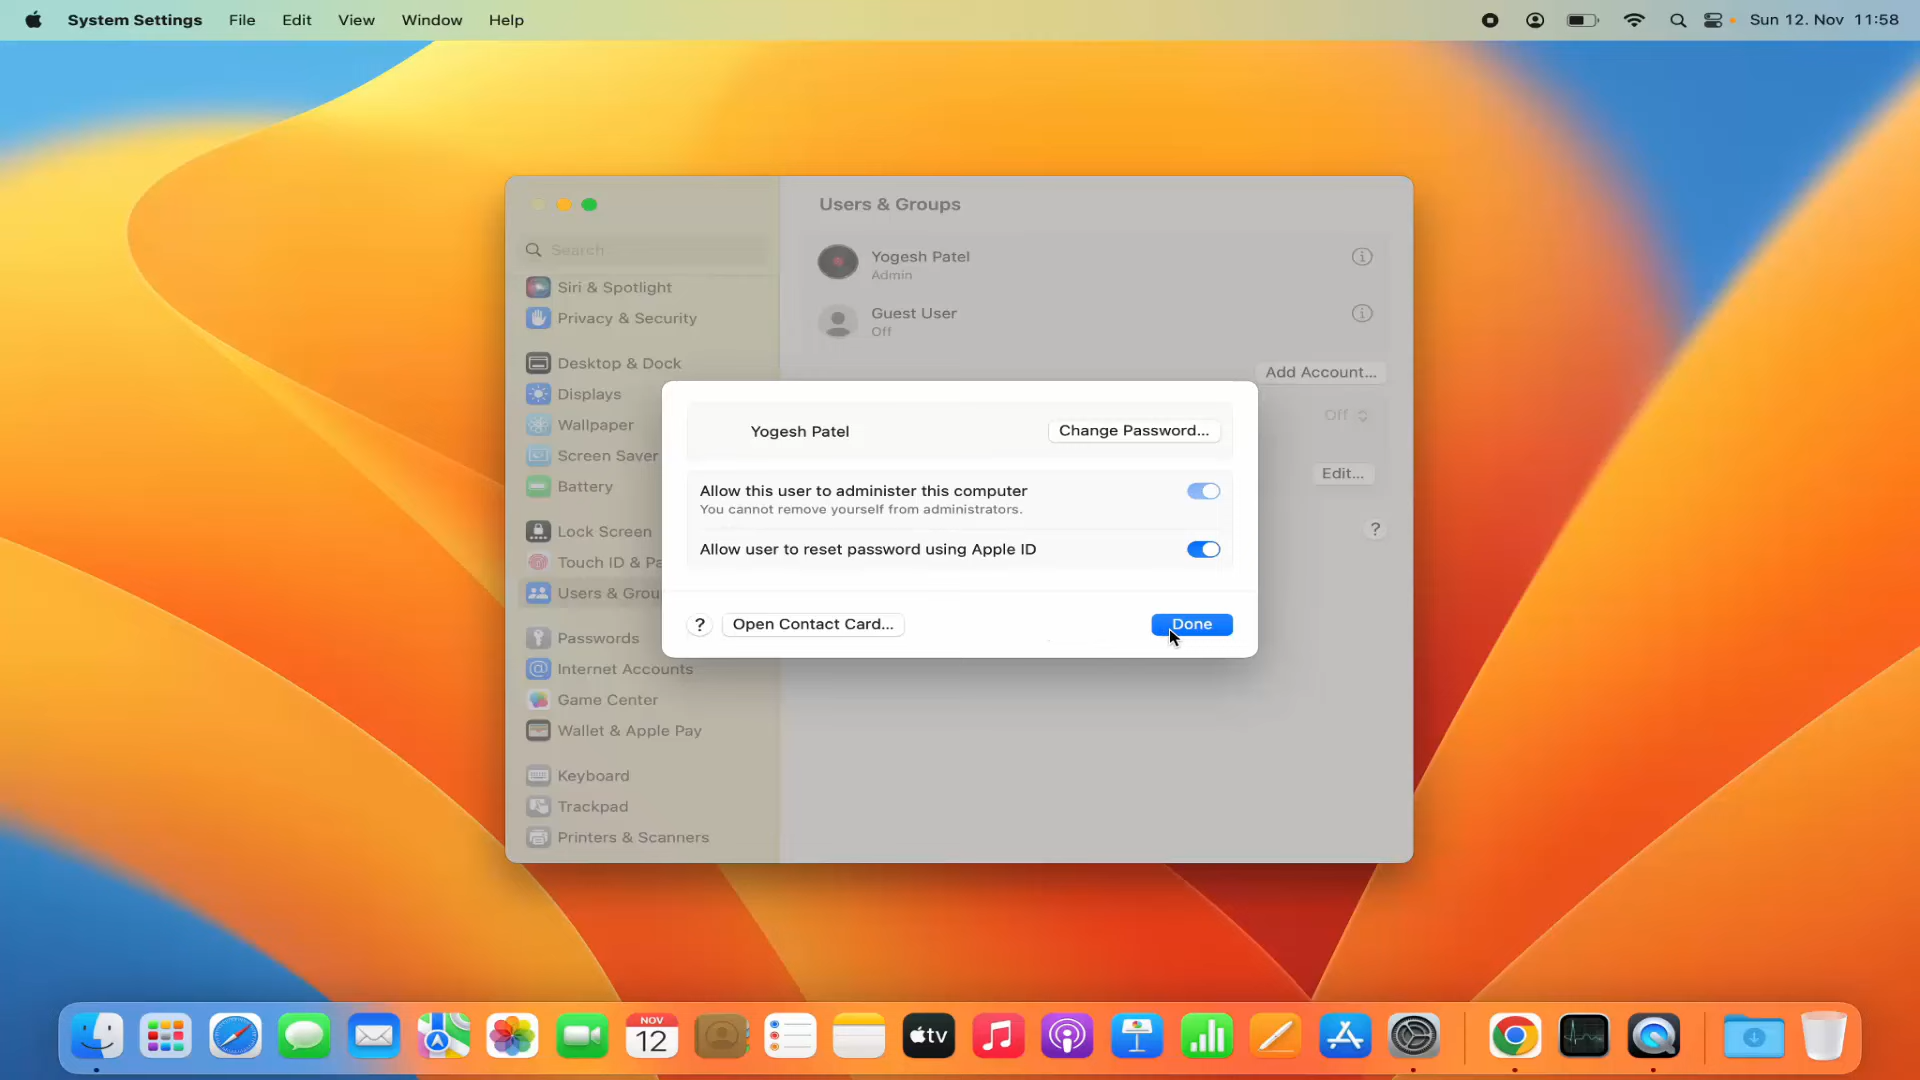 System Settings File Edit View Window Help
Sun 12. Nov 11:58
Users & Groups
Search
Yogesh Patel
Admin
Guest User
Off
Add Account...
Off
Edit...
?
Siri & Spotlight
Privacy & Security
Desktop & Dock
Displays
Wallpaper
Screen Saver
Battery
Lock Screen
Touch ID & Pa
Users & Grou
Passwords
Internet Accounts
Game Center
Wallet & Apple Pay
Keyboard
Trackpad
Printers & Scanners
Yogesh Patel
Change Password...
Allow this user to administer this computer
You cannot remove yourself from administrators.
Allow user to reset password using Apple ID
? Open Contact Card... Done
NOV
12
tv